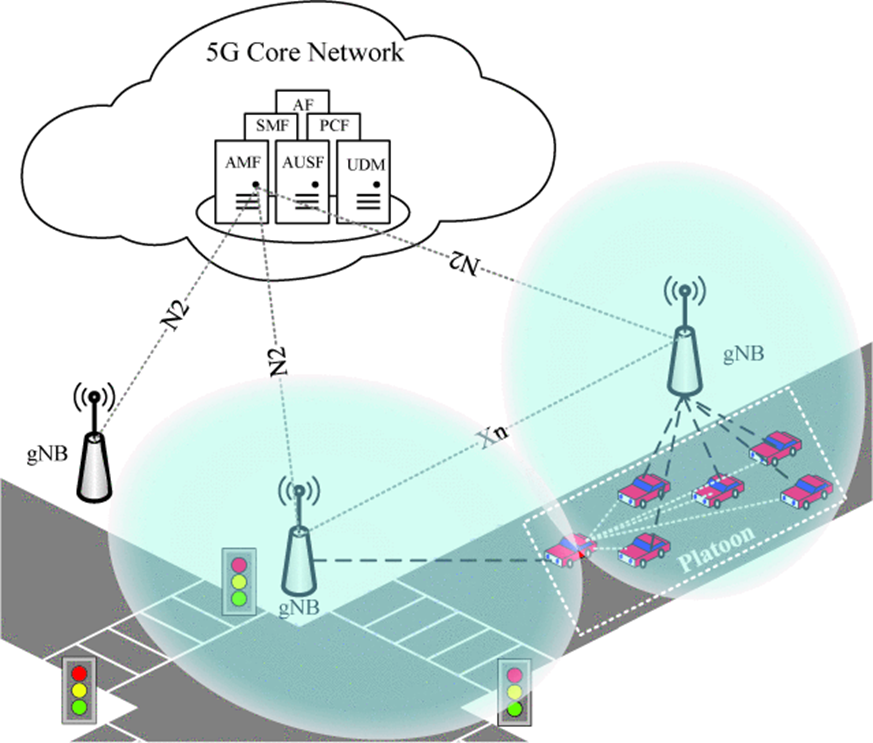 5G Core Network
AF
SMF
PCF
AMF
AUSF
UDM
N2
N2
N2
gNB
gNB
Xn
gNB
Platoon